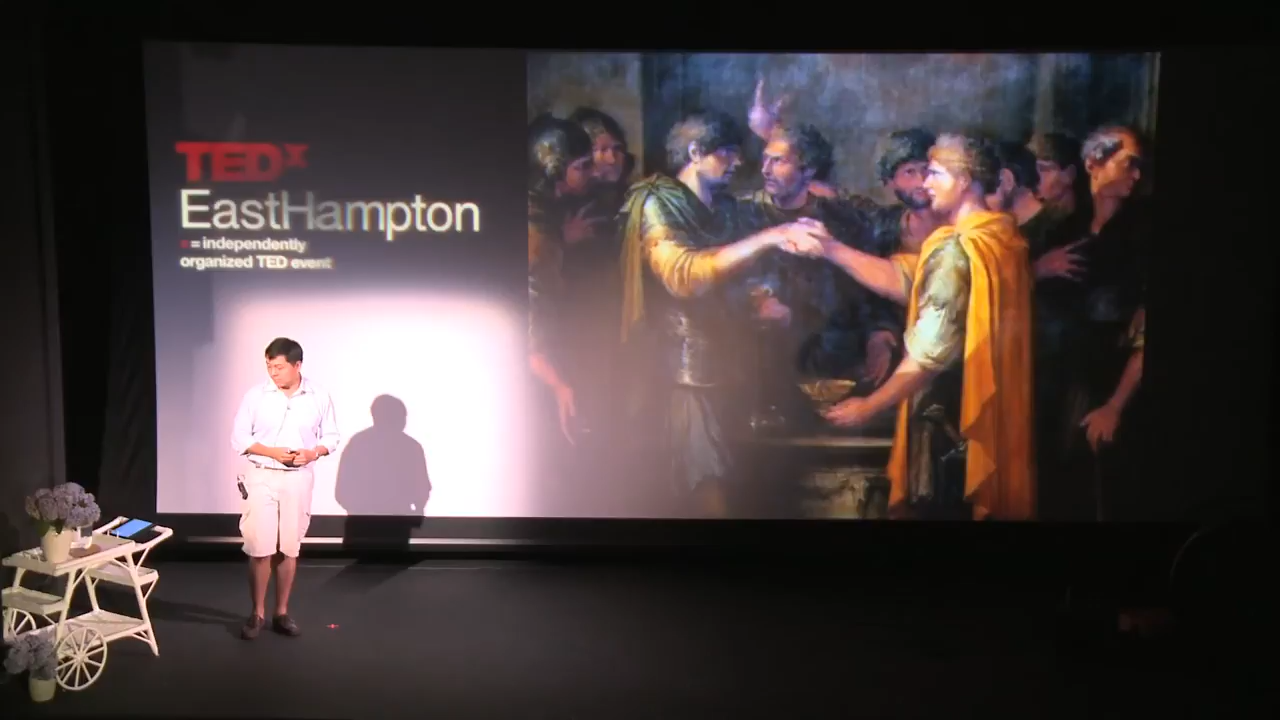 TEDx
EastHampton
x = independently
organized TED event